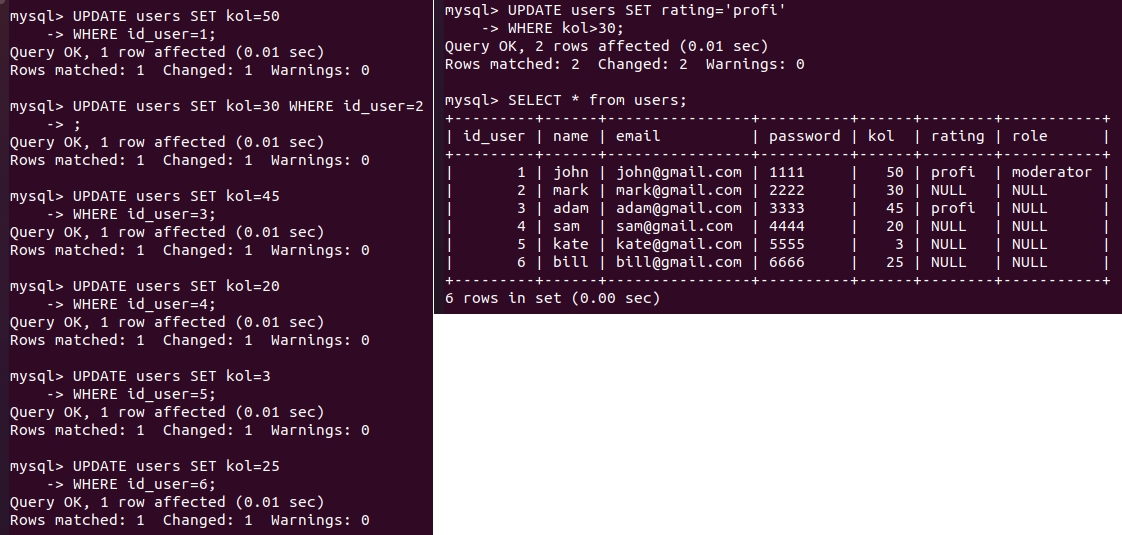 mysql> UPDATE users SET kol=50
    -> WHERE id_user=1;
Query OK, 1 row affected (0.01 sec)
Rows matched: 1  Changed: 1  Warnings: 0

mysql> UPDATE users SET kol=30 WHERE id_user=2
    -> ;
Query OK, 1 row affected (0.01 sec)
Rows matched: 1  Changed: 1  Warnings: 0

mysql> UPDATE users SET kol=45
    -> WHERE id_user=3;
Query OK, 1 row affected (0.01 sec)
Rows matched: 1  Changed: 1  Warnings: 0

mysql> UPDATE users SET kol=20
    -> WHERE id_user=4;
Query OK, 1 row affected (0.01 sec)
Rows matched: 1  Changed: 1  Warnings: 0

mysql> UPDATE users SET kol=3
    -> WHERE id_user=5;
Query OK, 1 row affected (0.01 sec)
Rows matched: 1  Changed: 1  Warnings: 0

mysql> UPDATE users SET kol=25
    -> WHERE id_user=6;
Query OK, 1 row affected (0.01 sec)
Rows matched: 1  Changed: 1  Warnings: 0

mysql> UPDATE users SET rating='profi'
    -> WHERE kol>30;
Query OK, 2 rows affected (0.01 sec)
Rows matched: 2  Changed: 2  Warnings: 0

mysql> SELECT * from users;
+---------+------+----------------+----------+------+--------+-----------+
| id_user | name | email          | password | kol  | rating | role      |
+---------+------+----------------+----------+------+--------+-----------+
|       1 | john | john@gmail.com | 1111     |   50 | profi  | moderator |
|       2 | mark | mark@gmail.com | 2222     |   30 | NULL   | NULL      |
|       3 | adam | adam@gmail.com | 3333     |   45 | profi  | NULL      |
|       4 | sam  | sam@gmail.com  | 4444     |   20 | NULL   | NULL      |
|       5 | kate | kate@gmail.com | 5555     |    3 | NULL   | NULL      |
|       6 | bill | bill@gmail.com | 6666     |   25 | NULL   | NULL      |
+---------+------+----------------+----------+------+--------+-----------+
6 rows in set (0.00 sec)